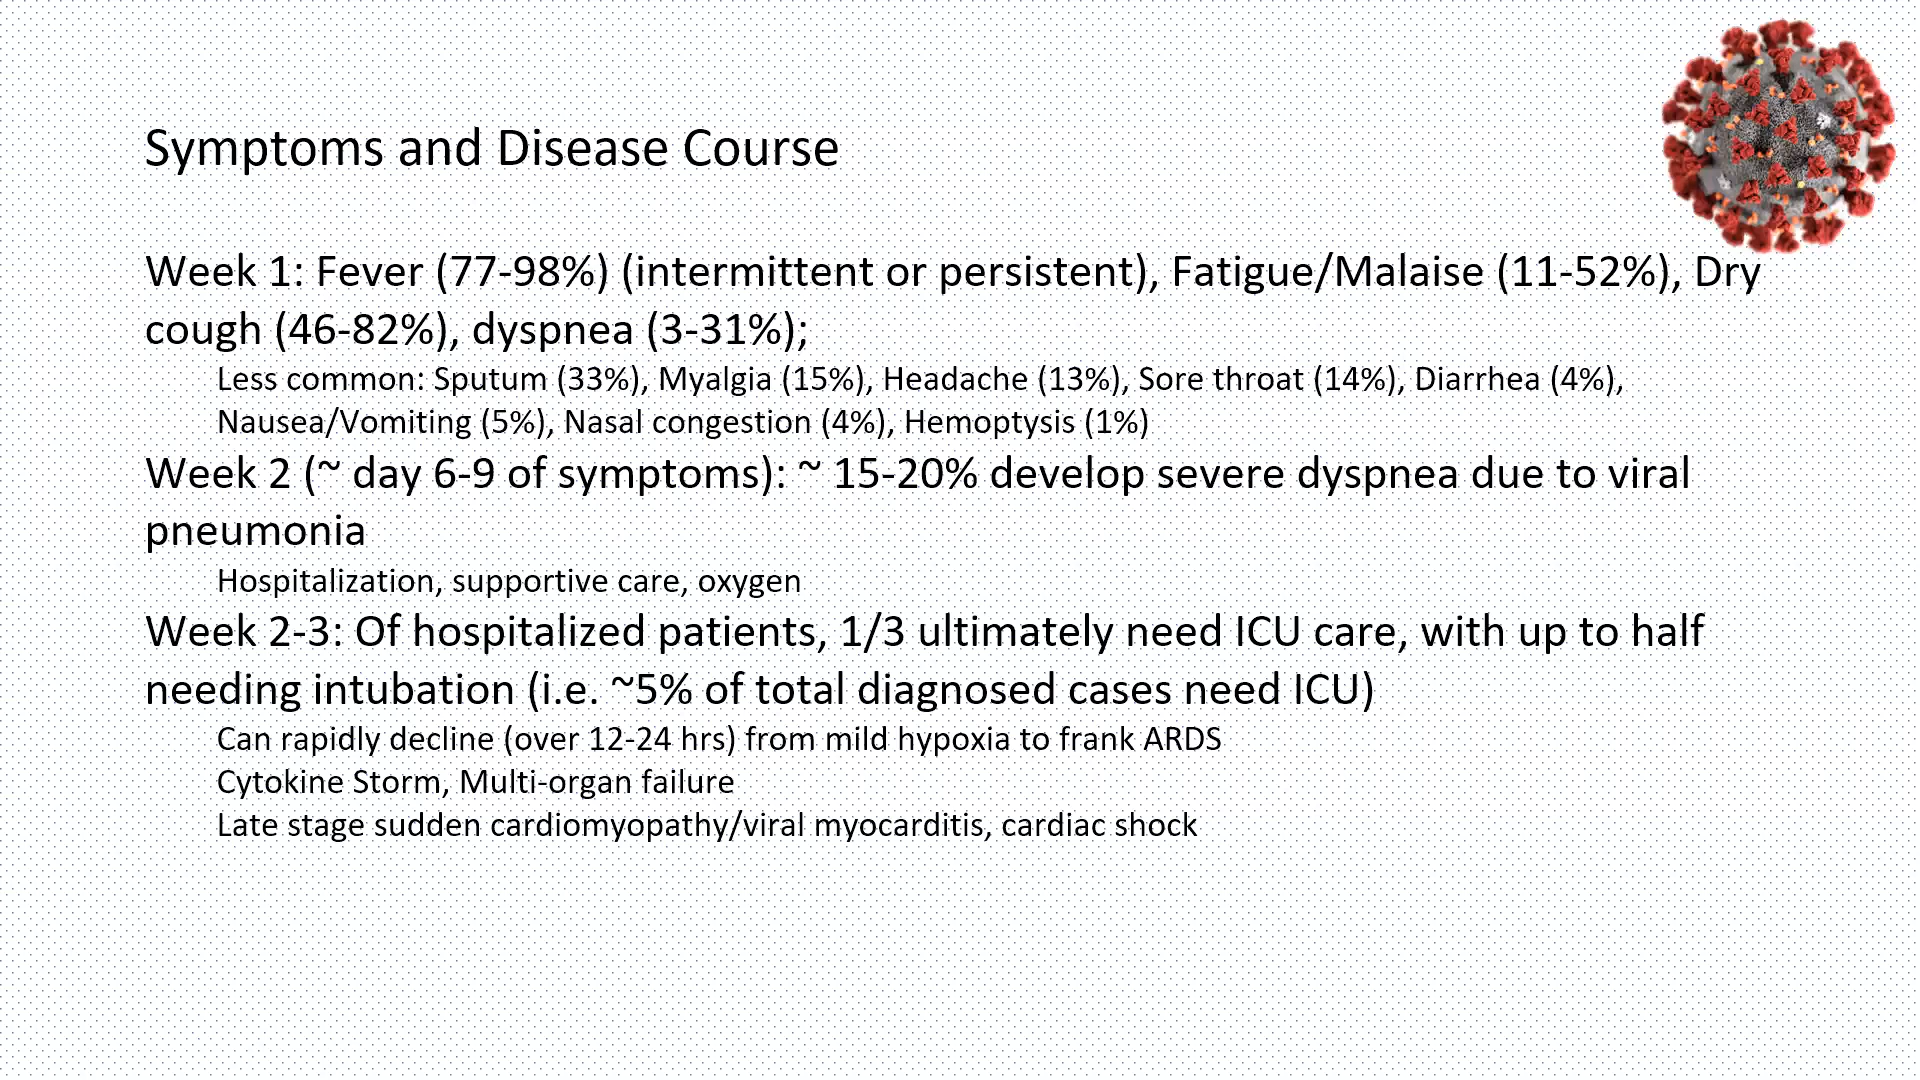 Symptoms and Disease Course
Week 1: Fever (77-98%) (intermittent or persistent), Fatigue/Malaise (11-52%), Dry
cough (46-82%), dyspnea (3-31%);
Less common: Sputum (33%), Myalgia (15%), Headache (13%), Sore throat (14%), Diarrhea (4%),
Nausea/Vomiting (5%), Nasal congestion (4%), Hemoptysis (1%)
Week 2 (~ day 6-9 of symptoms): ~ 15-20% develop severe dyspnea due to viral
pneumonia
Hospitalization, supportive care, oxygen
Week 2-3: Of hospitalized patients, 1/3 ultimately need ICU care, with up to half
needing intubation (i.e. ~5% of total diagnosed cases need ICU)
Can rapidly decline (over 12-24 hrs) from mild hypoxia to frank ARDS
Cytokine Storm, Multi-organ failure
Late stage sudden cardiomyopathy/viral myocarditis, cardiac shock